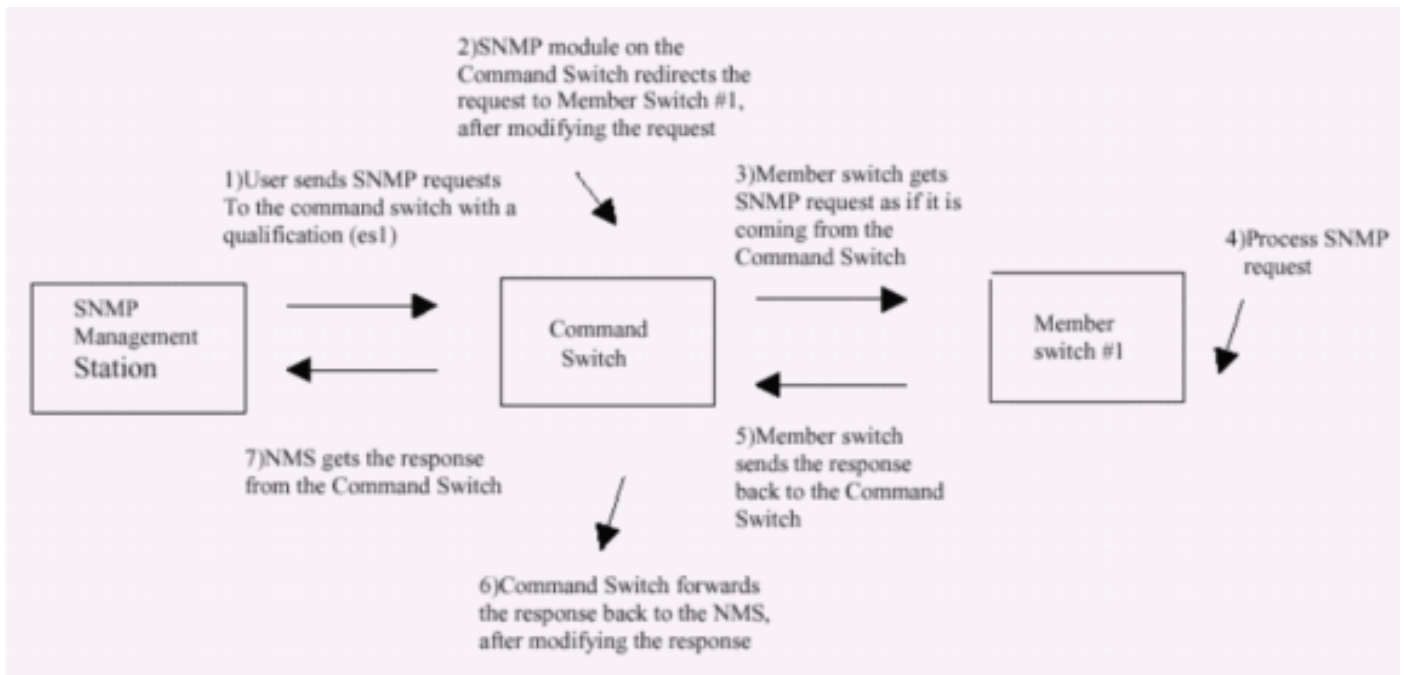 2)SNMP module on the
Command Switch redirects the
request to Member Switch #1,
after modifying the request
1)User sends SNMP requests
To the command switch with a
qualification (es1)
3)Member switch gets
SNMP request as if it is
coming from the
Command Switch
4)Process SNMP
request
SNMP
Management
Station
Command
Switch
Member
switch #1
7)NMS gets the response
from the Command Switch
5)Member switch
sends the response
back to the Command
Switch
6)Command Switch forwards
the response back to the NMS,
after modifying the response